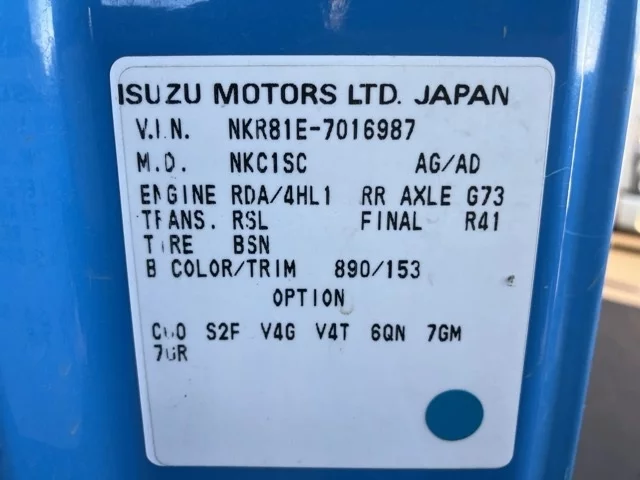 ISUZU MOTORS LTD. JAPAN
V.I.N. NKR81E-7016987
M.D. NKC1SC AG/AD
ENGINE RDA/4HL1 RR AXLE G73
TRANS. RSL FINAL R41
TIRE BSN
B COLOR/TRIM 890/153
OPTION
S2F V4G V4T 6QN 7GM